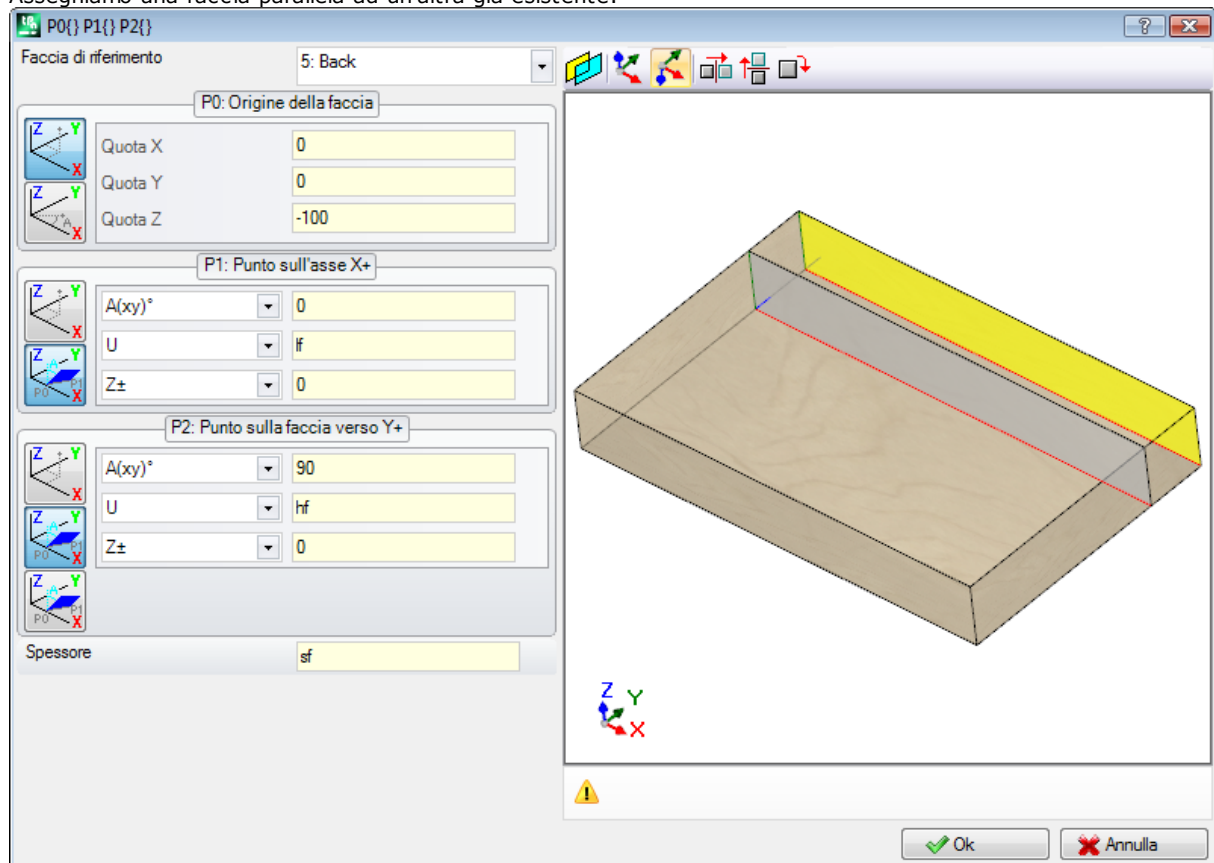 Assegniamo una faccia parallela ad un'altra già esistente.
P0{} P1{} P2{}
Faccia di riferimento
5: Back
P0: Origine della faccia
Quota X
0
Quota Y
0
Quota Z
-100
P1: Punto sull'asse X+
A(xy)°
0
U
lf
Z±
0
P2: Punto sulla faccia verso Y+
A(xy)°
90
U
hf
Z±
0
Spessore
sf
Z
Y
X
Ok
Annulla